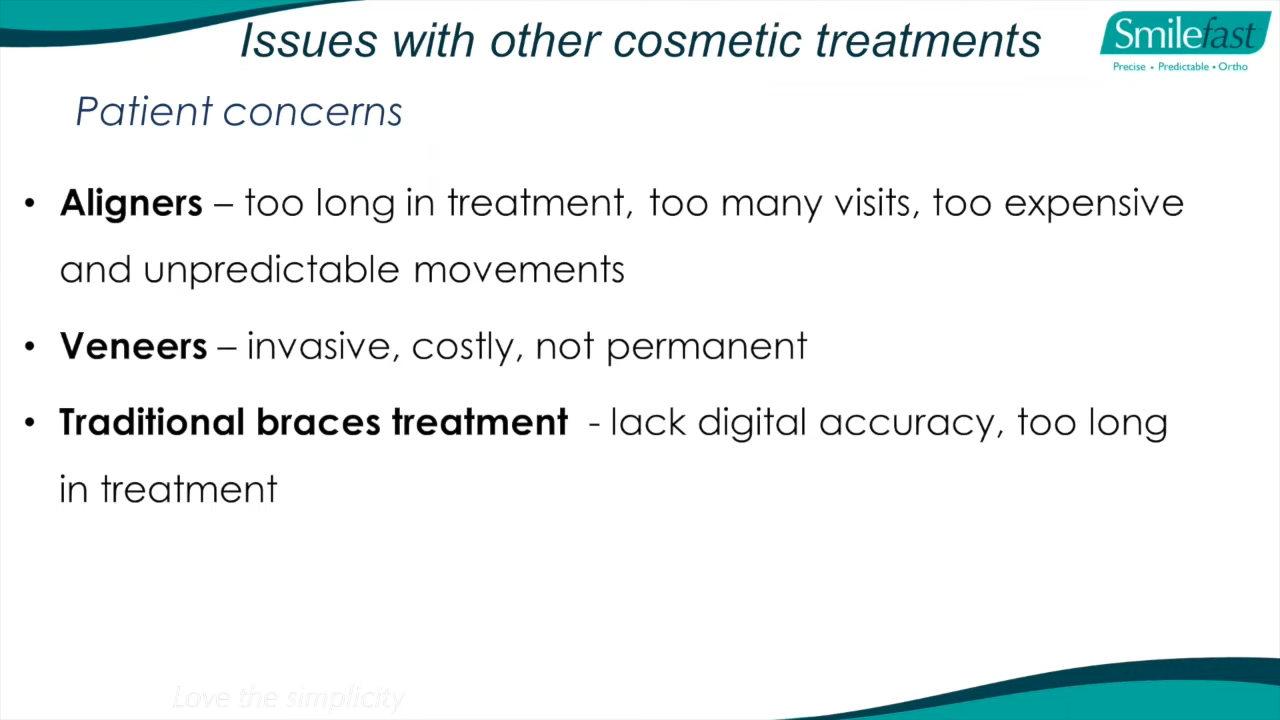 Issues with other cosmetic treatments
Smilefast
Precise • Predictable • Ortho
Patient concerns
• Aligners – too long in treatment, too many visits, too expensive
and unpredictable movements
• Veneers – invasive, costly, not permanent
• Traditional braces treatment - lack digital accuracy, too long
in treatment
Love the simplicity